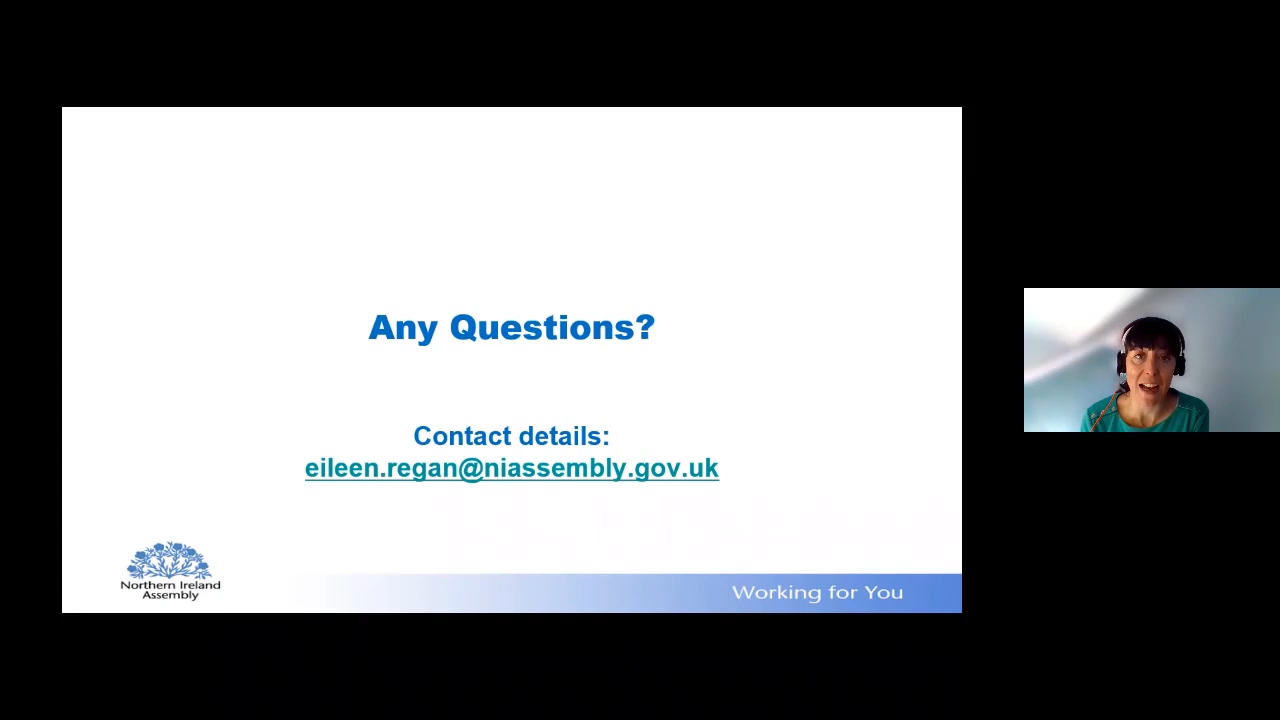 Any Questions?
Contact details:
eileen.regan@niassembly.gov.uk
Northern Ireland
Assembly
Working for You